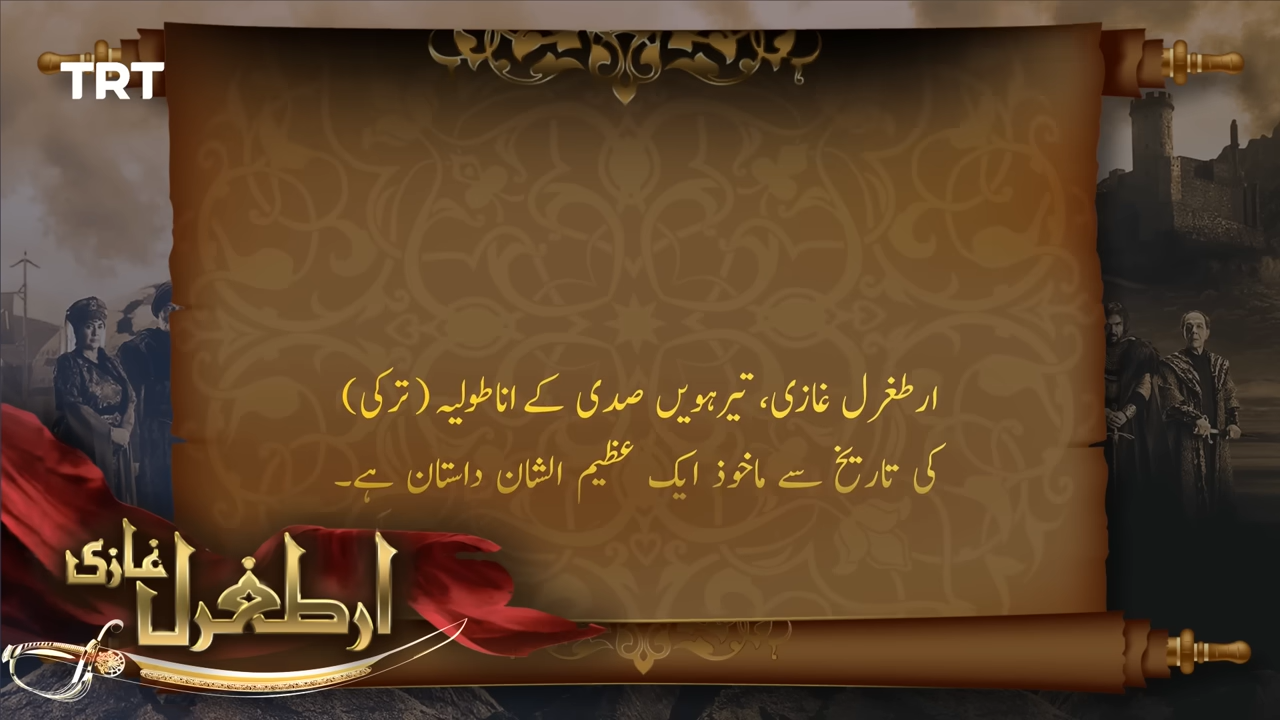 TRT
ارطغرل غازی، تیرہویں صدی کے اناطولیہ (ترکی)
کی تاریخ سے ماخوذ ایک عظیم الشان داستان ہے۔
ارطغرل غازی